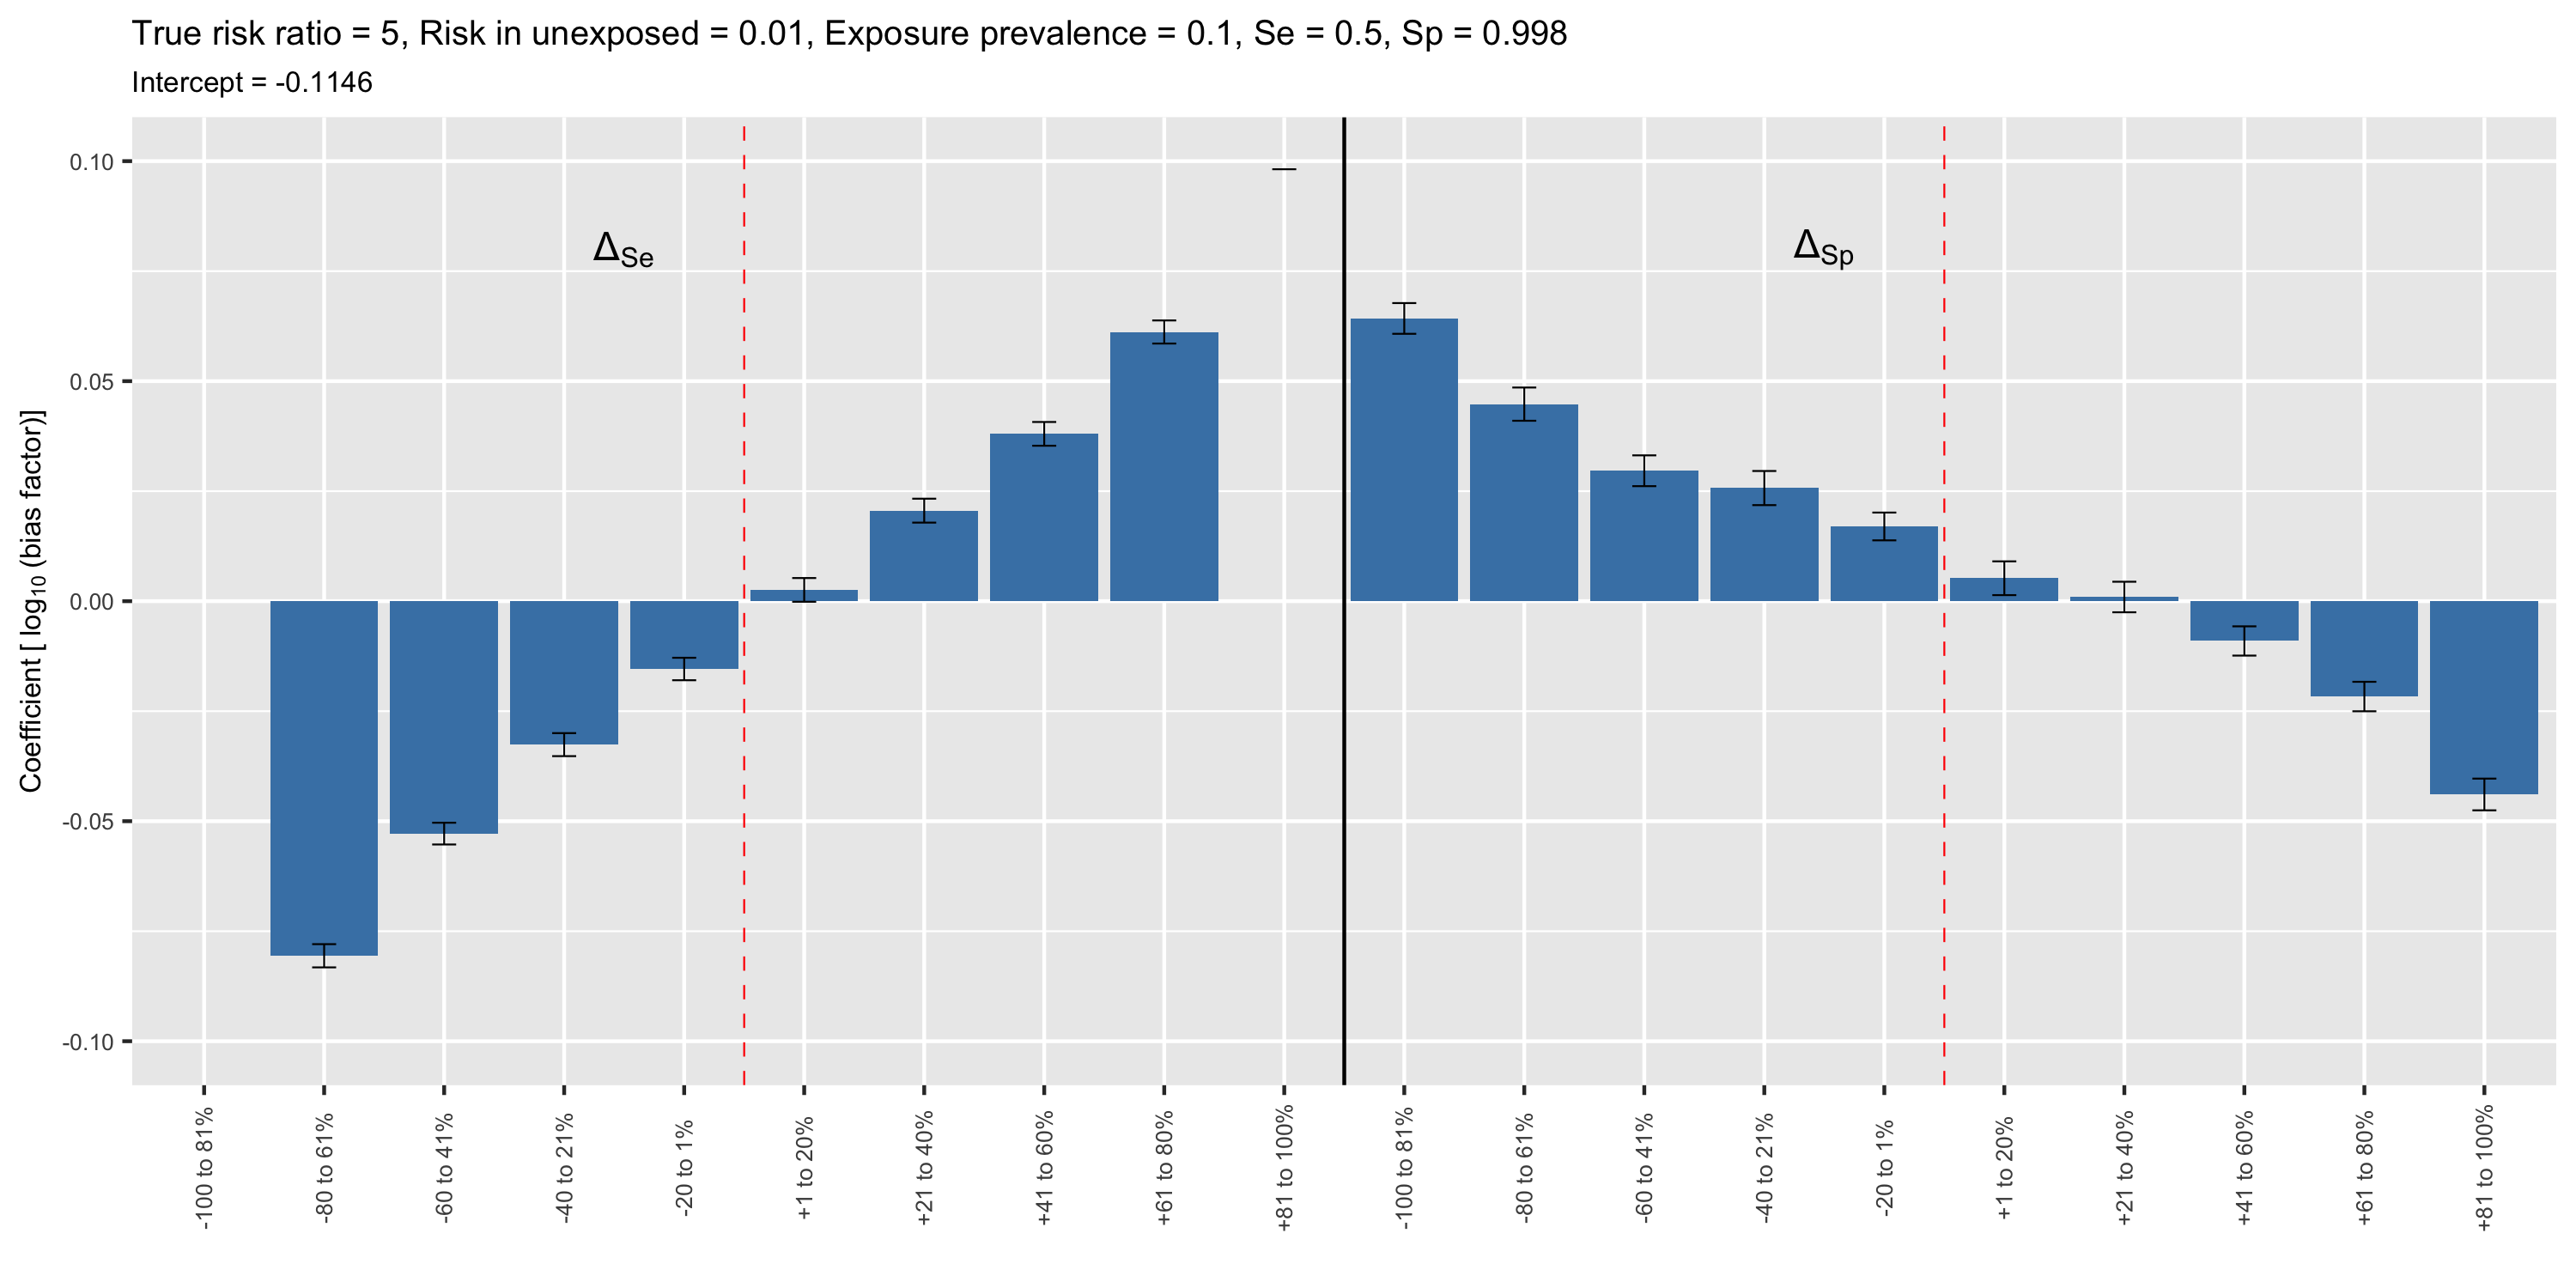 True risk ratio = 5, Risk in unexposed = 0.01, Exposure prevalence = 0.1, Se = 0.5, Sp = 0.998
Intercept = -0.1146
Coefficient [ log10 (bias factor)]
0.10
0.05
0.00
-0.05
-0.10
ΔSe
ΔSp
-100 to 81%
-80 to 61%
-60 to 41%
-40 to 21%
-20 to 1%
+1 to 20%
+21 to 40%
+41 to 60%
+61 to 80%
+81 to 100%
-100 to 81%
-80 to 61%
-60 to 41%
-40 to 21%
-20 to 1%
+1 to 20%
+21 to 40%
+41 to 60%
+61 to 80%
+81 to 100%